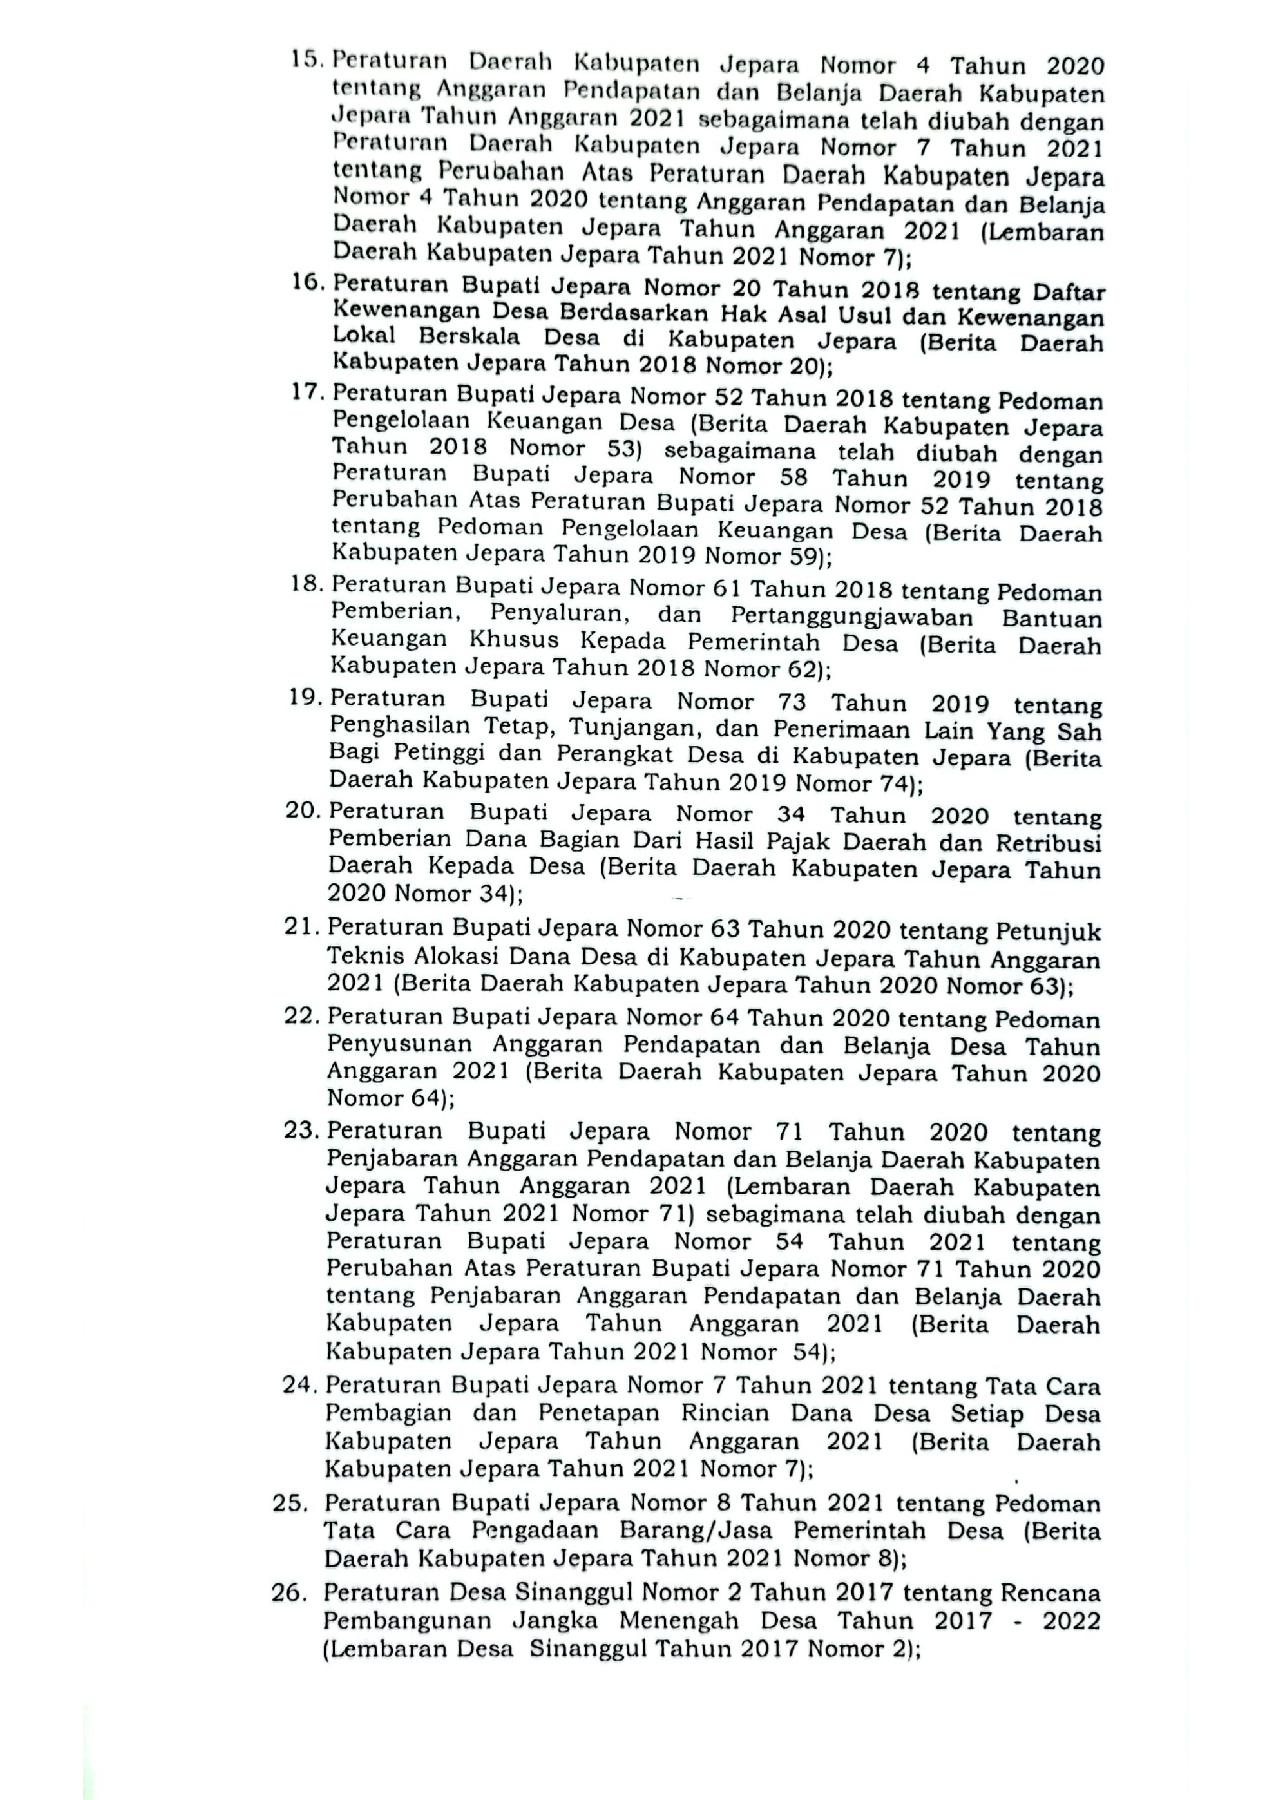 15. Peraturan Daerah Kabupaten Jepara Nomor 4 Tahun 2020
tentang Anggaran Pendapatan dan Belanja Daerah Kabupaten
Jepara Tahun Anggaran 2021 sebagaimana telah diubah dengan
Peraturan Daerah Kabupaten Jepara Nomor 7 Tahun 2021
tentang Perubahan Atas Peraturan Daerah Kabupaten Jepara
Nomor 4 Tahun 2020 tentang Anggaran Pendapatan dan Belanja
Daerah Kabupaten Jepara Tahun Anggaran 2021 (Lembaran
Daerah Kabupaten Jepara Tahun 2021 Nomor 7);
16. Peraturan Bupati Jepara Nomor 20 Tahun 2018 tentang Daftar
Kewenangan Desa Berdasarkan Hak Asal Usul dan Kewenangan
Lokal Berskala Desa di Kabupaten Jepara (Berita Daerah
Kabupaten Jepara Tahun 2018 Nomor 20);
17. Peraturan Bupati Jepara Nomor 52 Tahun 2018 tentang Pedoman
Pengelolaan Keuangan Desa (Berita Daerah Kabupaten Jepara
Tahun 2018 Nomor 53) sebagaimana telah diubah dengan
Peraturan Bupati Jepara Nomor 58 Tahun 2019 tentang
Perubahan Atas Peraturan Bupati Jepara Nomor 52 Tahun 2018
tentang Pedoman Pengelolaan Keuangan Desa (Berita Daerah
Kabupaten Jepara Tahun 2019 Nomor 59);
18. Peraturan Bupati Jepara Nomor 61 Tahun 2018 tentang Pedoman
Pemberian, Penyaluran, dan Pertanggungjawaban Bantuan
Keuangan Khusus Kepada Pemerintah Desa (Berita Daerah
Kabupaten Jepara Tahun 2018 Nomor 62);
19. Peraturan Bupati Jepara Nomor 73 Tahun 2019 tentang
Penghasilan Tetap, Tunjangan, dan Penerimaan Lain Yang Sah
Bagi Petinggi dan Perangkat Desa di Kabupaten Jepara (Berita
Daerah Kabupaten Jepara Tahun 2019 Nomor 74);
20. Peraturan Bupati Jepara Nomor 34 Tahun 2020 tentang
Pemberian Dana Bagian Dari Hasil Pajak Daerah dan Retribusi
Daerah Kepada Desa (Berita Daerah Kabupaten Jepara Tahun
2020 Nomor 34);
21. Peraturan Bupati Jepara Nomor 63 Tahun 2020 tentang Petunjuk
Teknis Alokasi Dana Desa di Kabupaten Jepara Tahun Anggaran
2021 (Berita Daerah Kabupaten Jepara Tahun 2020 Nomor 63);
22. Peraturan Bupati Jepara Nomor 64 Tahun 2020 tentang Pedoman
Penyusunan Anggaran Pendapatan dan Belanja Desa Tahun
Anggaran 2021 (Berita Daerah Kabupaten Jepara Tahun 2020
Nomor 64);
23. Peraturan Bupati Jepara Nomor 71 Tahun 2020 tentang
Penjabaran Anggaran Pendapatan dan Belanja Daerah Kabupaten
Jepara Tahun Anggaran 2021 (Lembaran Daerah Kabupaten
Jepara Tahun 2021 Nomor 71) sebagimana telah diubah dengan
Peraturan Bupati Jepara Nomor 54 Tahun 2021 tentang
Perubahan Atas Peraturan Bupati Jepara Nomor 71 Tahun 2020
tentang Penjabaran Anggaran Pendapatan dan Belanja Daerah
Kabupaten Jepara Tahun Anggaran 2021 (Berita Daerah
Kabupaten Jepara Tahun 2021 Nomor 54);
24. Peraturan Bupati Jepara Nomor 7 Tahun 2021 tentang Tata Cara
Pembagian dan Penetapan Rincian Dana Desa Setiap Desa
Kabupaten Jepara Tahun Anggaran 2021 (Berita Daerah
Kabupaten Jepara Tahun 2021 Nomor 7);
25. Peraturan Bupati Jepara Nomor 8 Tahun 2021 tentang Pedoman
Tata Cara Pengadaan Barang/Jasa Pemerintah Desa (Berita
Daerah Kabupaten Jepara Tahun 2021 Nomor 8);
26. Peraturan Desa Sinanggul Nomor 2 Tahun 2017 tentang Rencana
Pembangunan Jangka Menengah Desa Tahun 2017 - 2022
(Lembaran Desa Sinanggul Tahun 2017 Nomor 2);